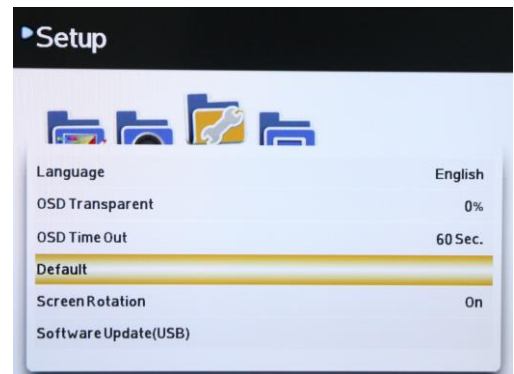 Setup
Language English
OSD Transparent 0%
OSD Time Out 60 Sec.
Default
Screen Rotation On
Software Update(USB)